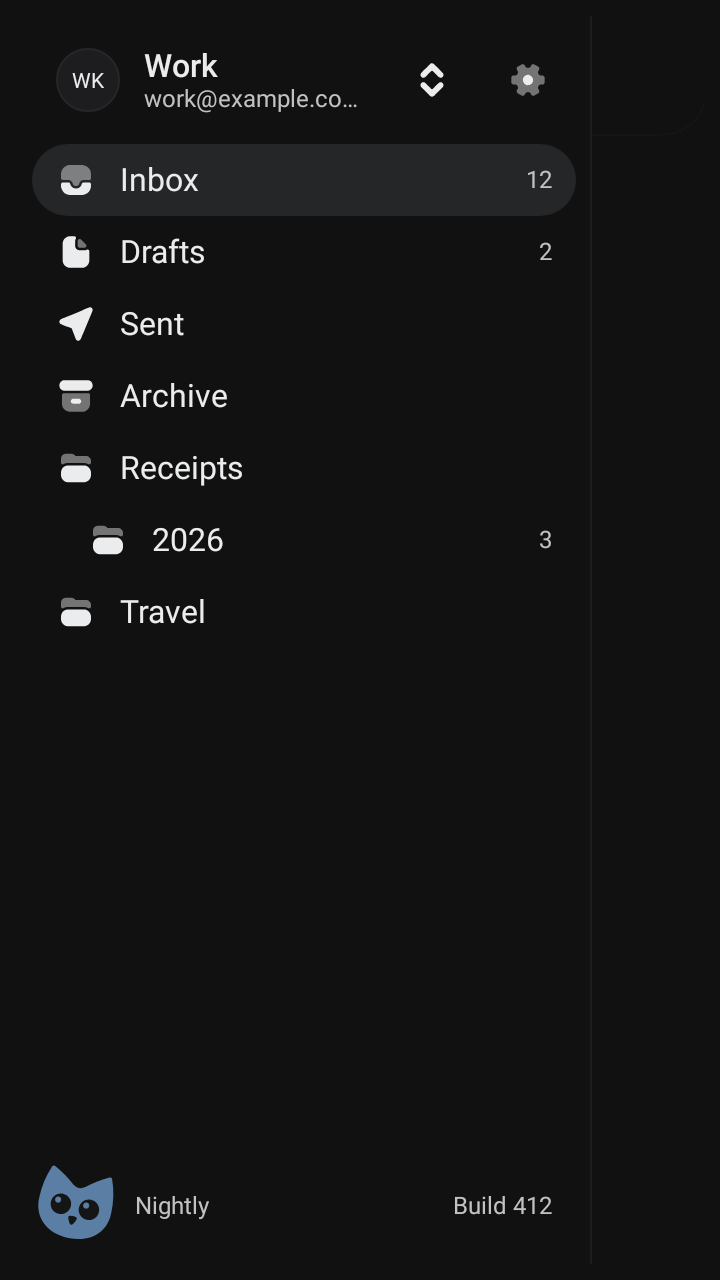 WK
Work
work@example.co…
Inbox 12
Drafts 2
Sent
Archive
Receipts
2026 3
Travel
Nightly Build 412